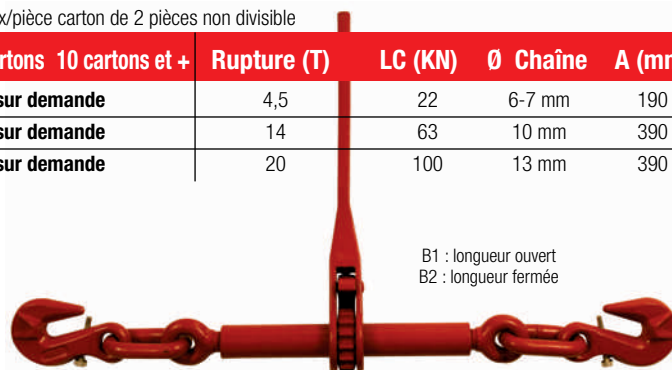 x/pièce carton de 2 pièces non divisible
rtons 10 cartons et + Rupture (T) LC (KN) Ø Chaîne A (mm
sur demande 4,5 22 6-7 mm 190
sur demande 14 63 10 mm 390
sur demande 20 100 13 mm 390
B1 : longueur ouvert
B2 : longueur fermée